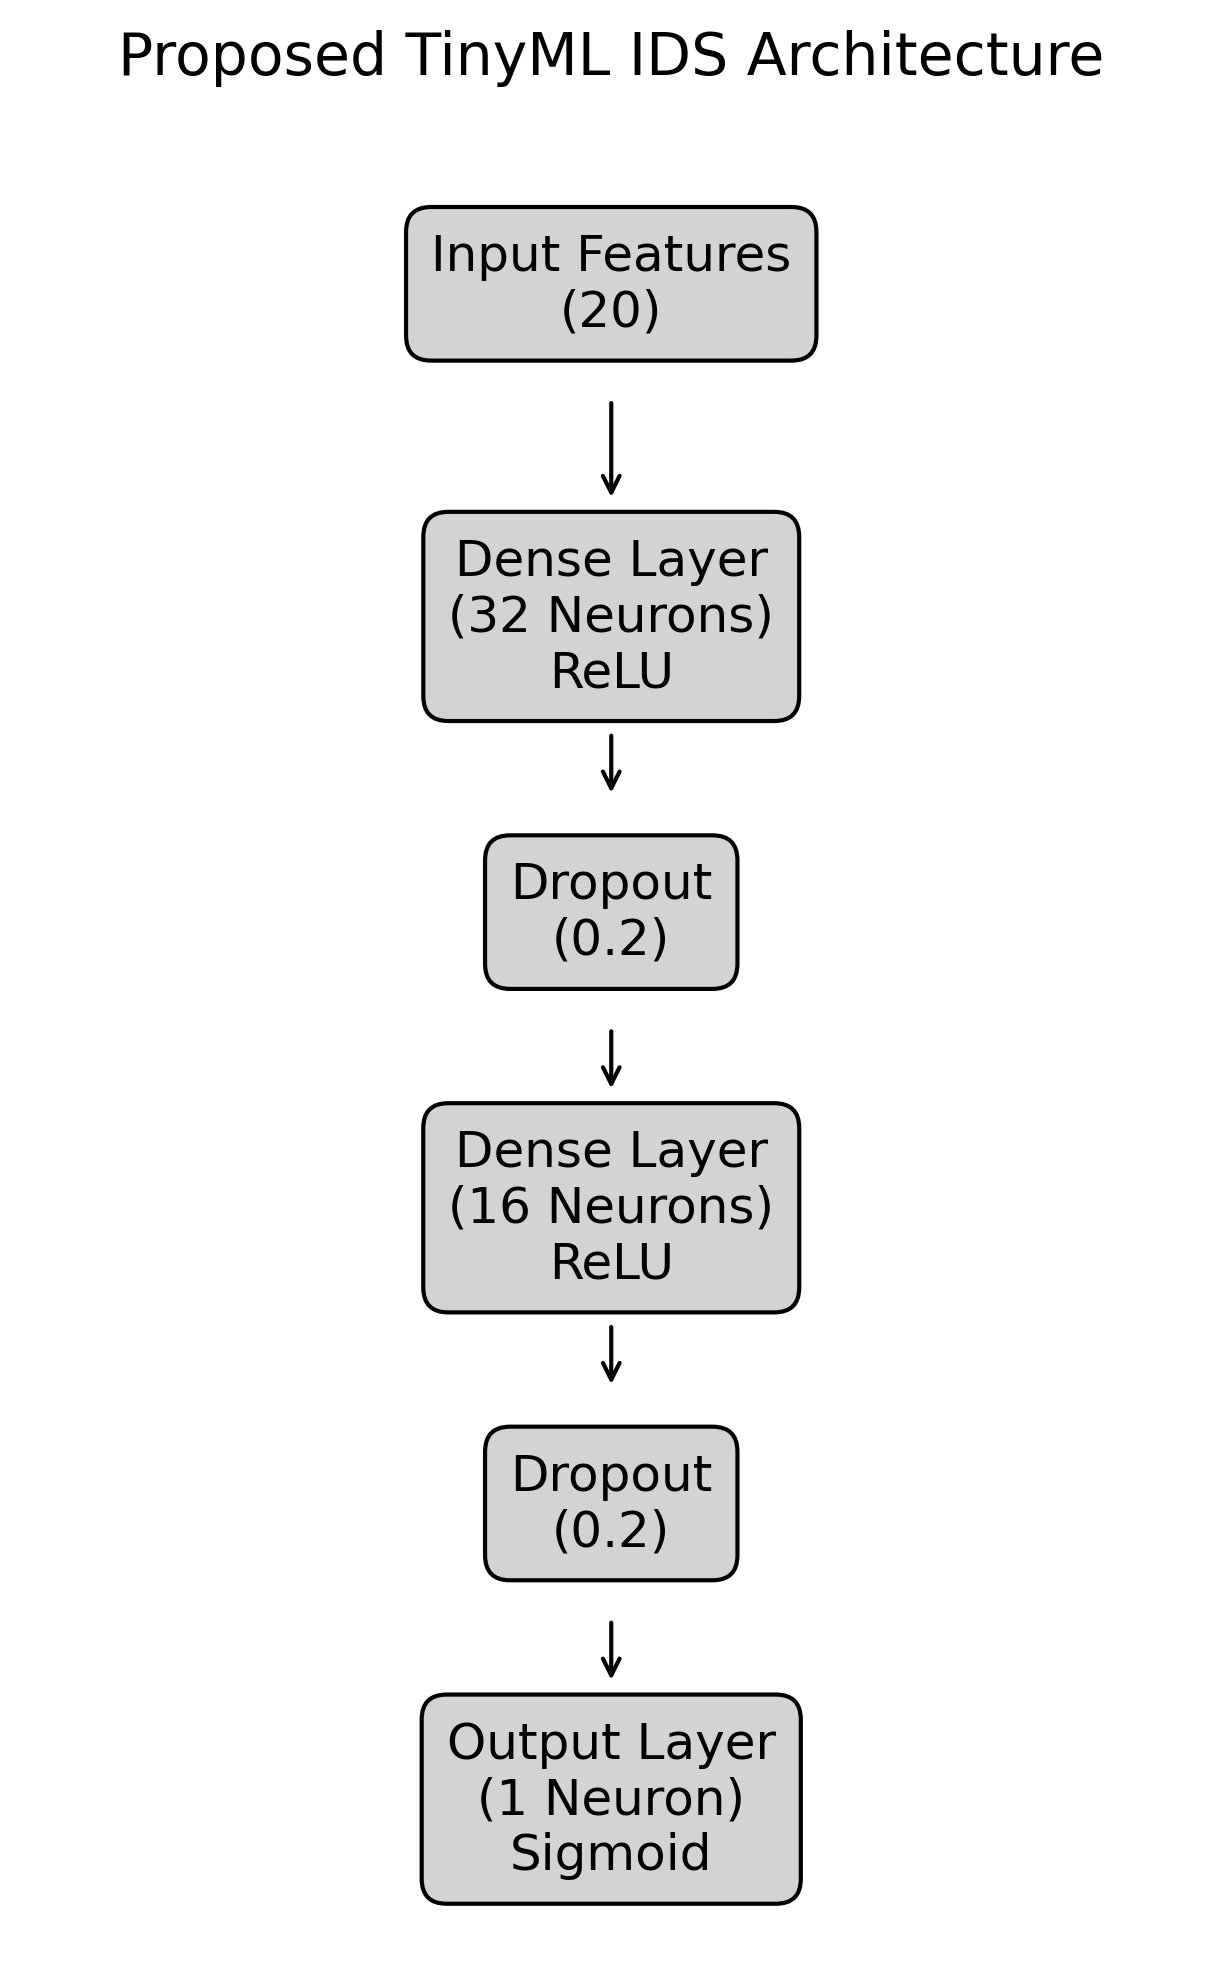 Proposed TinyML IDS Architecture
Input Features
(20)
Dense Layer
(32 Neurons)
ReLU
Dropout
(0.2)
Dense Layer
(16 Neurons)
ReLU
Dropout
(0.2)
Output Layer
(1 Neuron)
Sigmoid